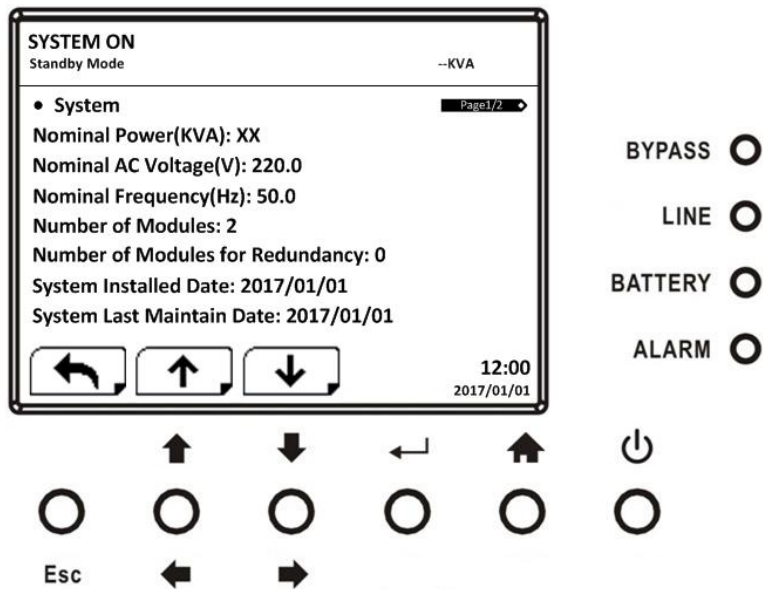 SYSTEM ON
Standby Mode --KVA
• System Page1/2
Nominal Power(KVA): XX
Nominal AC Voltage(V): 220.0
Nominal Frequency(Hz): 50.0
Number of Modules: 2
Number of Modules for Redundancy: 0
System Installed Date: 2017/01/01
System Last Maintain Date: 2017/01/01
12:00
2017/01/01
BYPASS
LINE
BATTERY
ALARM
Esc